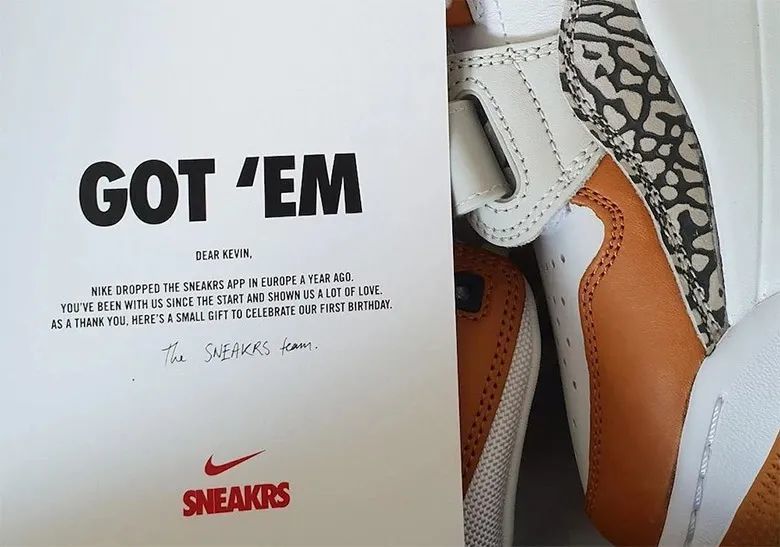 GOT 'EM
DEAR KEVIN,
NIKE DROPPED THE SNEAKRS APP IN EUROPE A YEAR AGO.
YOU'VE BEEN WITH US SINCE THE START AND SHOWN US A LOT OF LOVE.
AS A THANK YOU, HERE'S A SMALL GIFT TO CELEBRATE OUR FIRST BIRTHDAY.
The SNEAKRS team.
SNEAKRS